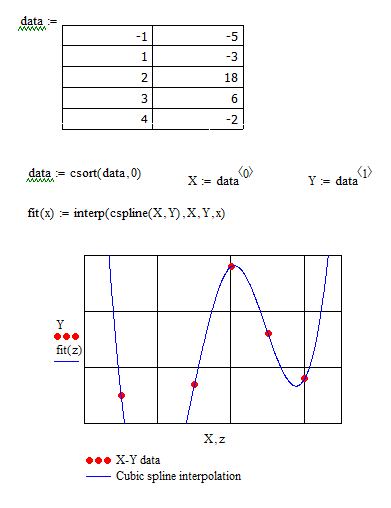 data :=
-1 -5
1 -3
2 18
3 6
4 -2
data := csort(data,0) X := data⟨0⟩ Y := data⟨1⟩
fit(x) := interp(cspline(X,Y),X,Y,x)
Y
fit(z)
X,z
X-Y data
Cubic spline interpolation